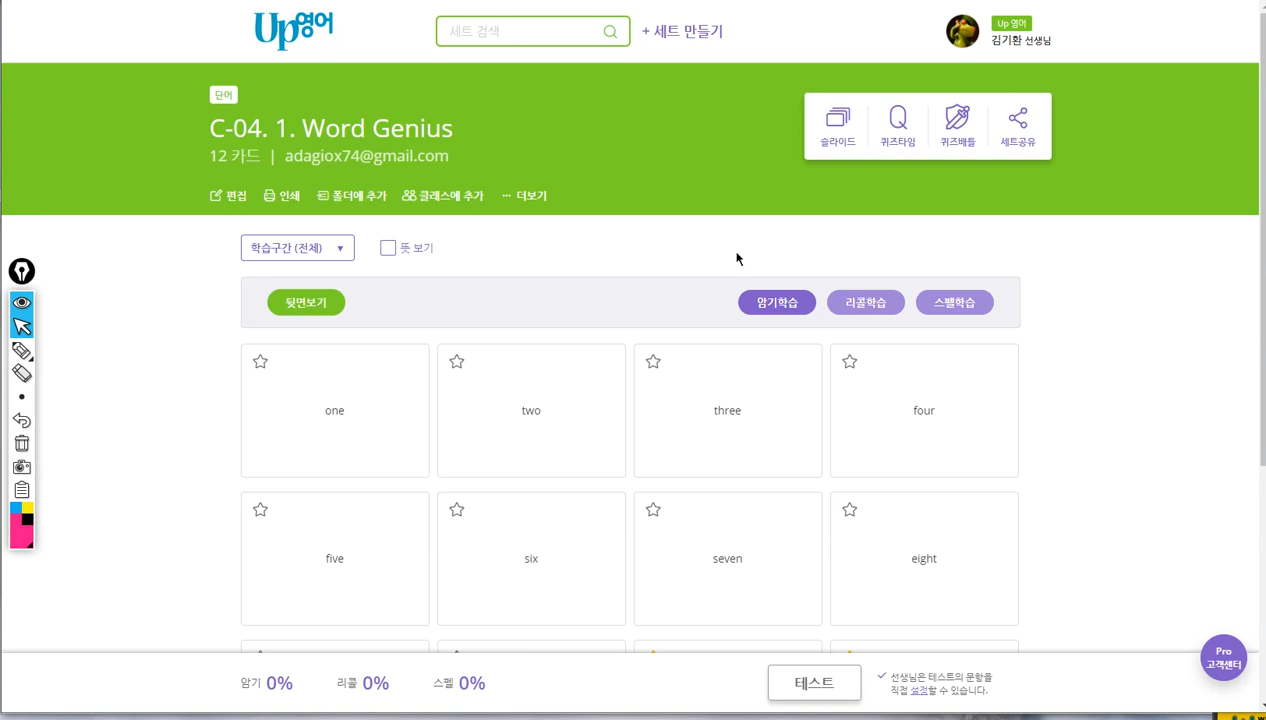 Up영어
세트 검색
+ 세트 만들기
Up 영어
김기환 선생님
단어
C-04. 1. Word Genius
12 카드 | adagiox74@gmail.com
슬라이드
퀴즈타임
퀴즈배틀
세트공유
편집
인쇄
폴더에 추가
클래스에 추가
··· 더보기
학습구간 (전체) ▼
뜻 보기
뒷면보기
암기학습
리콜학습
스펠학습
one
two
three
four
five
six
seven
eight
암기 0%
리콜 0%
스펠 0%
테스트
선생님은 테스트의 문항을
직접 설정할 수 있습니다.
Pro
고객센터